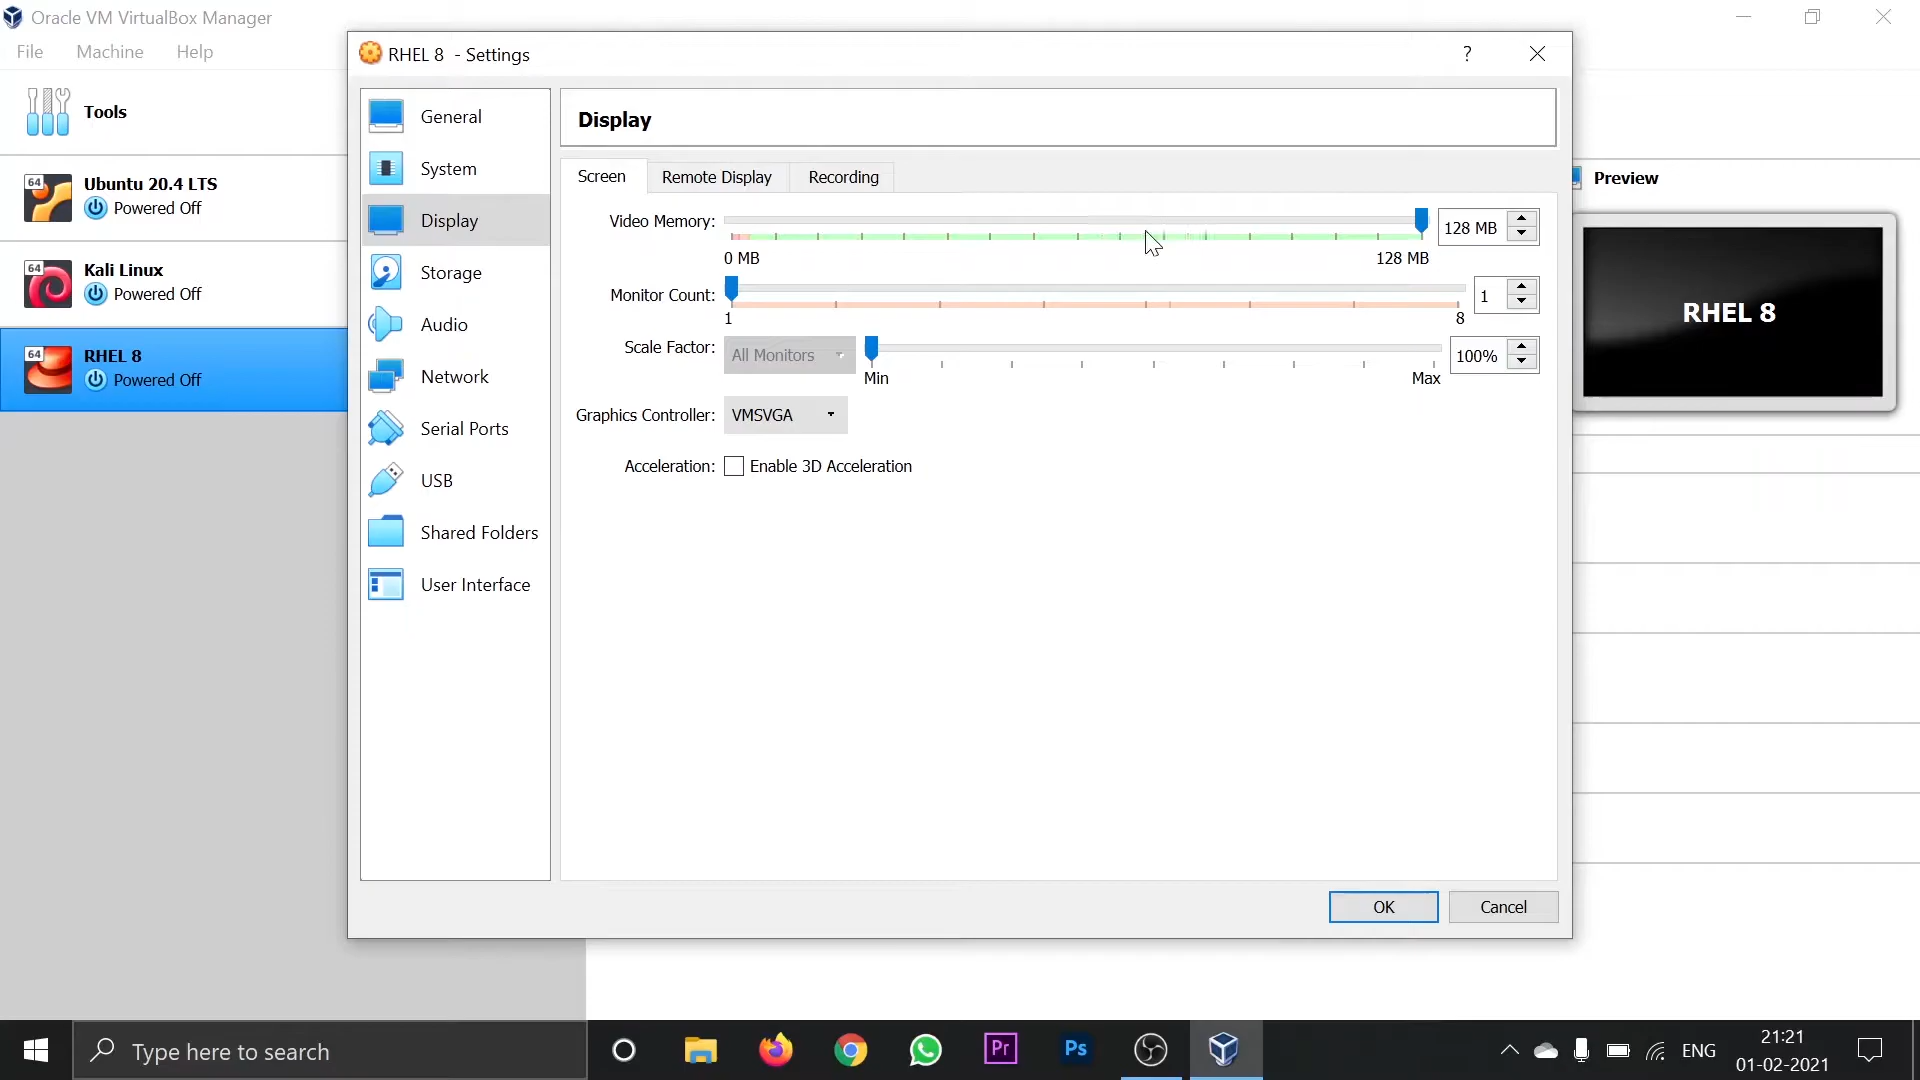 Oracle VM VirtualBox Manager
File Machine Help
Tools
64
Ubuntu 20.4 LTS
Powered Off
64
Kali Linux
Powered Off
64
RHEL 8
Powered Off
RHEL 8 - Settings
?
General
System
Display
Storage
Audio
Network
Serial Ports
USB
Shared Folders
User Interface
Display
Screen Remote Display Recording
Video Memory: 128 MB
0 MB 128 MB
Monitor Count: 1
1 8
Scale Factor: All Monitors 100%
Min Max
Graphics Controller: VMSVGA
Acceleration: Enable 3D Acceleration
OK Cancel
Preview
RHEL 8
Type here to search
Pr
Ps
ENG
21:21
01-02-2021